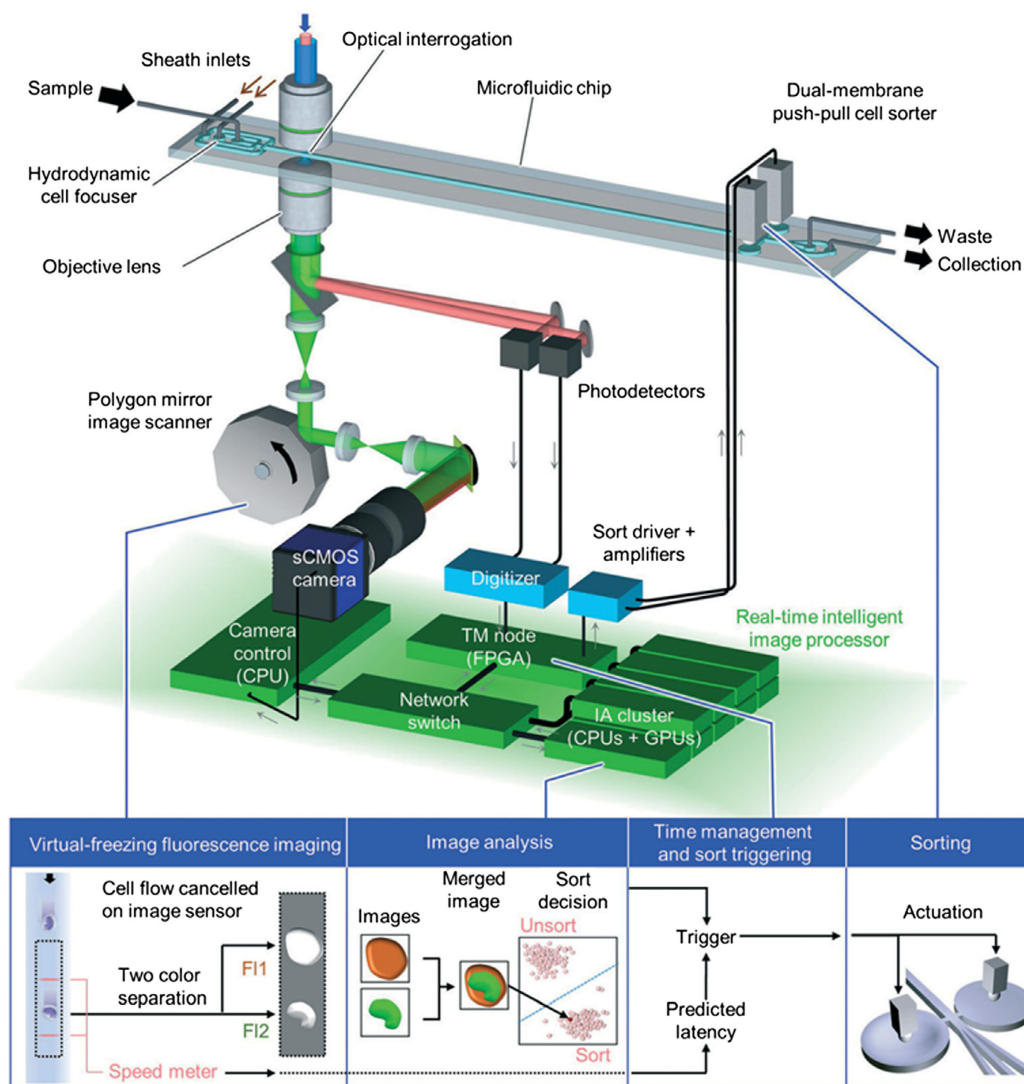 Optical interrogation
Sheath inlets
Sample
Microfluidic chip
Dual-membrane
push-pull cell sorter
Hydrodynamic
cell focuser
Objective lens
Waste
Collection
Photodetectors
Polygon mirror
image scanner
sCMOS
camera
Sort driver +
amplifiers
Digitizer
Real-time intelligent
image processor
Camera
control
(CPU)
TM node
(FPGA)
Network
switch
IA cluster
(CPUs + GPUs)
Virtual-freezing fluorescence imaging
Cell flow cancelled
on image sensor
Two color
separation
FI1
FI2
Speed meter
Image analysis
Images
Merged
image
Sort
decision
Unsort
Sort
Time management
and sort triggering
Trigger
Predicted
latency
Sorting
Actuation